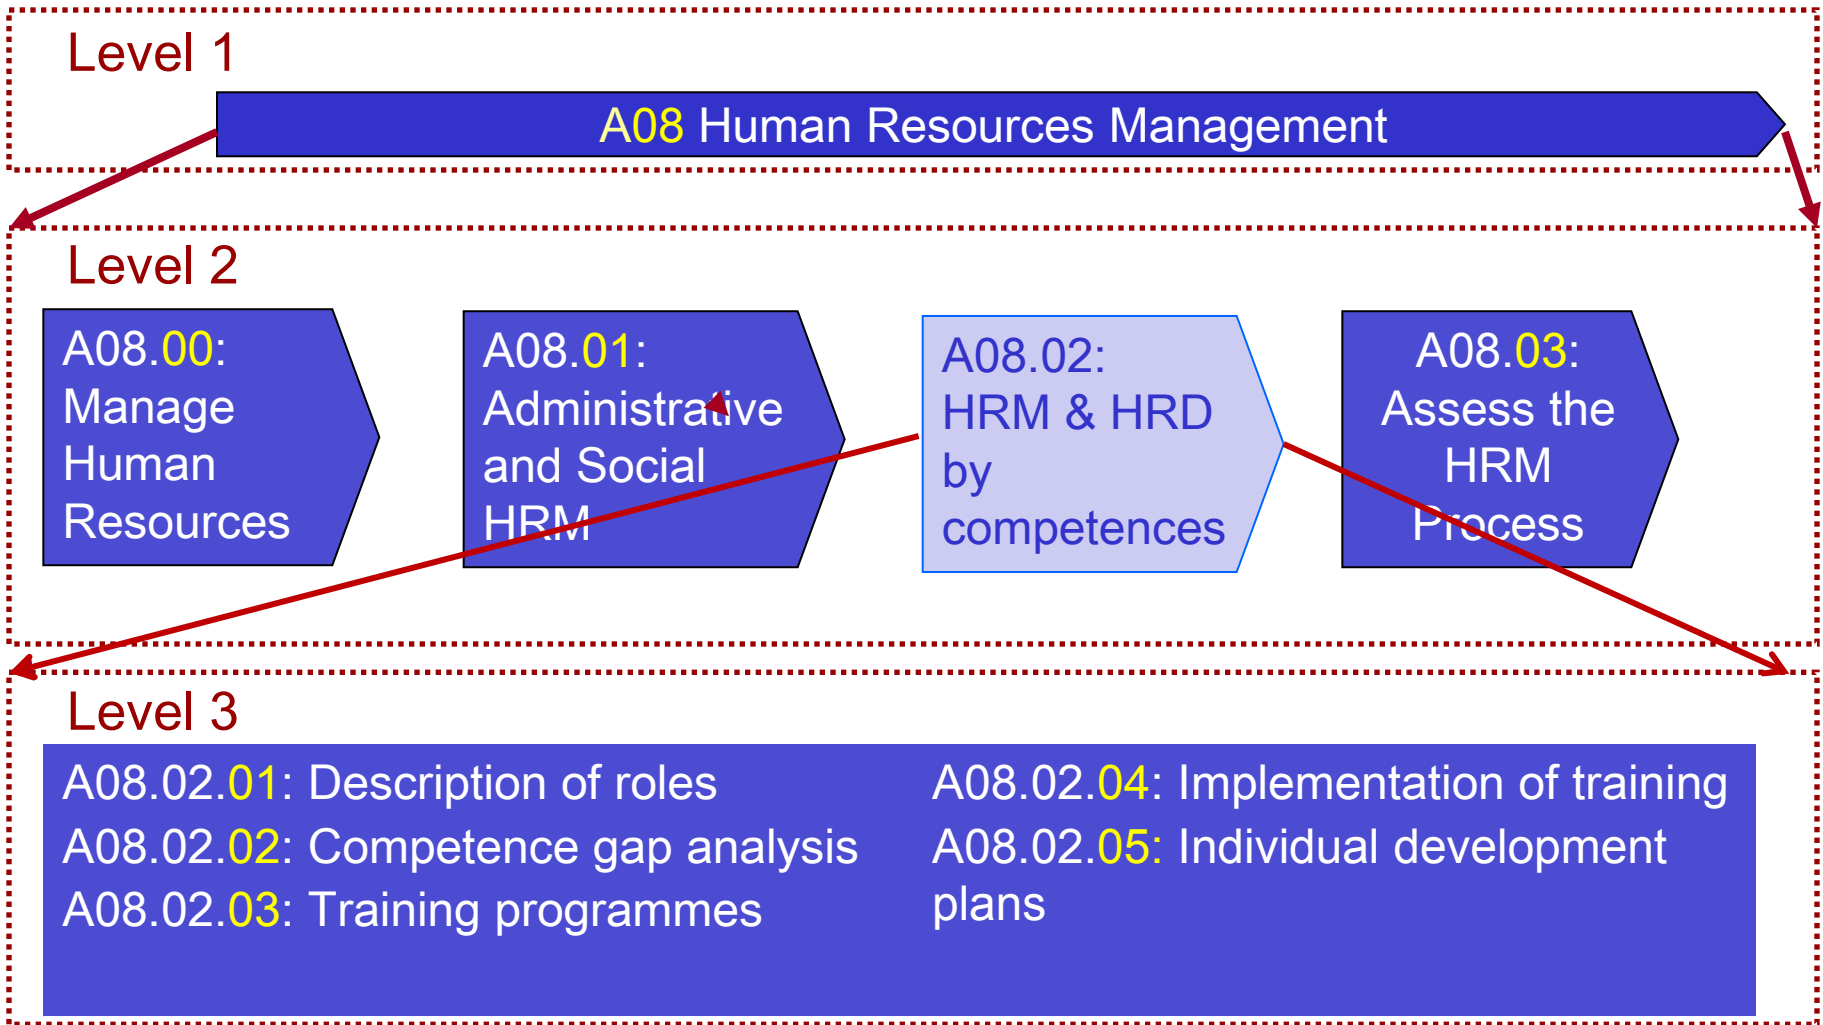 Level 1
A08 Human Resources Management
Level 2
A08.00:
Manage
Human
Resources
A08.01:
Administrative
and Social
HRM
A08.02:
HRM & HRD
by
competences
A08.03:
Assess the
HRM
Process
Level 3
A08.02.01: Description of roles
A08.02.02: Competence gap analysis
A08.02.03: Training programmes
A08.02.04: Implementation of training
A08.02.05: Individual development
plans